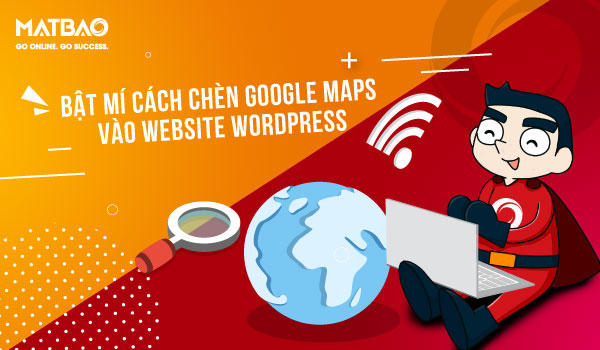 MATBAO
GO ONLINE. GO SUCCESS.
BẬT MÍ CÁCH CHÈN GOOGLE MAPS
VÀO WEBSITE WORDPRESS